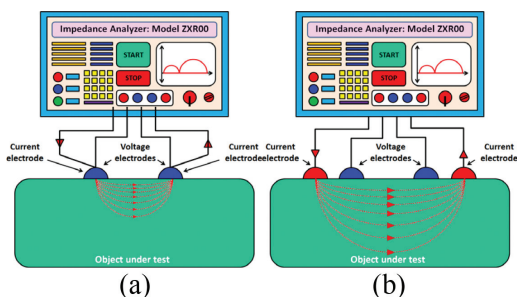 Impedance Analyzer: Model ZXR00
START
STOP
Current
electrode
Voltage
electrodes
Current
electrode
Object under test
(a)
Impedance Analyzer: Model ZXR00
START
STOP
Current
electrode
Voltage
electrodes
Current
electrode
Object under test
(b)